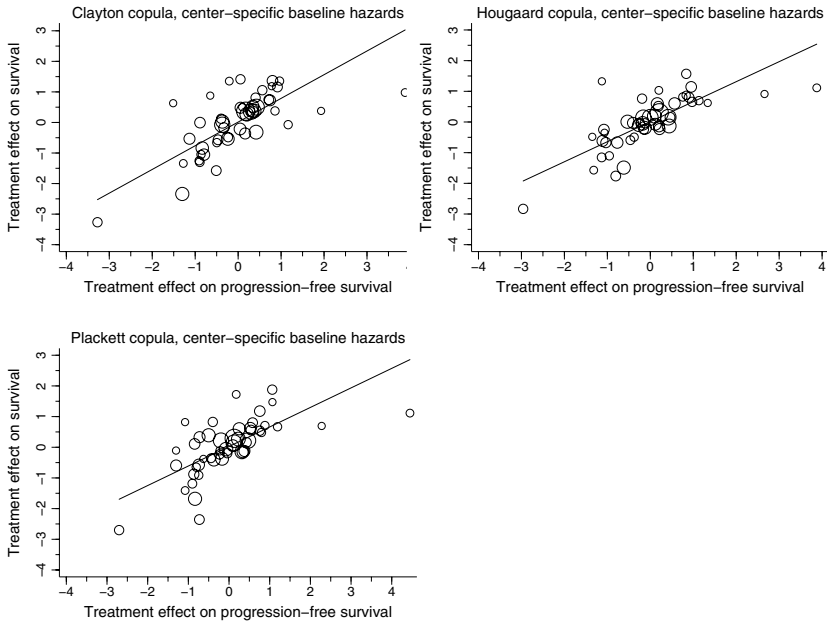 Clayton copula, center−specific baseline hazards
Treatment effect on survival
3
2
1
0
−1
−2
−3
−4
−4 −3 −2 −1 0 1 2 3
Treatment effect on progression−free survival
Hougaard copula, center−specific baseline hazards
Treatment effect on survival
3
2
1
0
−1
−2
−3
−4
−4 −3 −2 −1 0 1 2 3 4
Treatment effect on progression−free survival
Plackett copula, center−specific baseline hazards
Treatment effect on survival
3
2
1
0
−1
−2
−3
−4
−4 −3 −2 −1 0 1 2 3 4
Treatment effect on progression−free survival